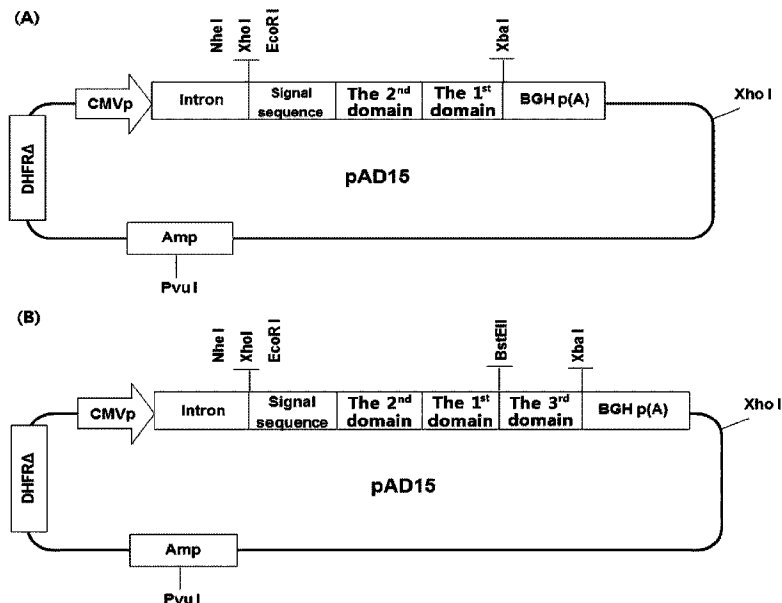 (A)
Nhe I
Xho I
EcoR I
Xba I
CMVp
Intron
Signal
sequence
The 2nd
domain
The 1st
domain
BGH p(A)
Xho I
DHFRΔ
pAD15
Amp
Pvu I
(B)
Nhe I
XhoI
EcoR I
BstEII
Xba I
CMVp
Intron
Signal
sequence
The 2nd
domain
The 1st
domain
The 3rd
domain
BGH p(A)
Xho I
DHFRΔ
pAD15
Amp
Pvu I